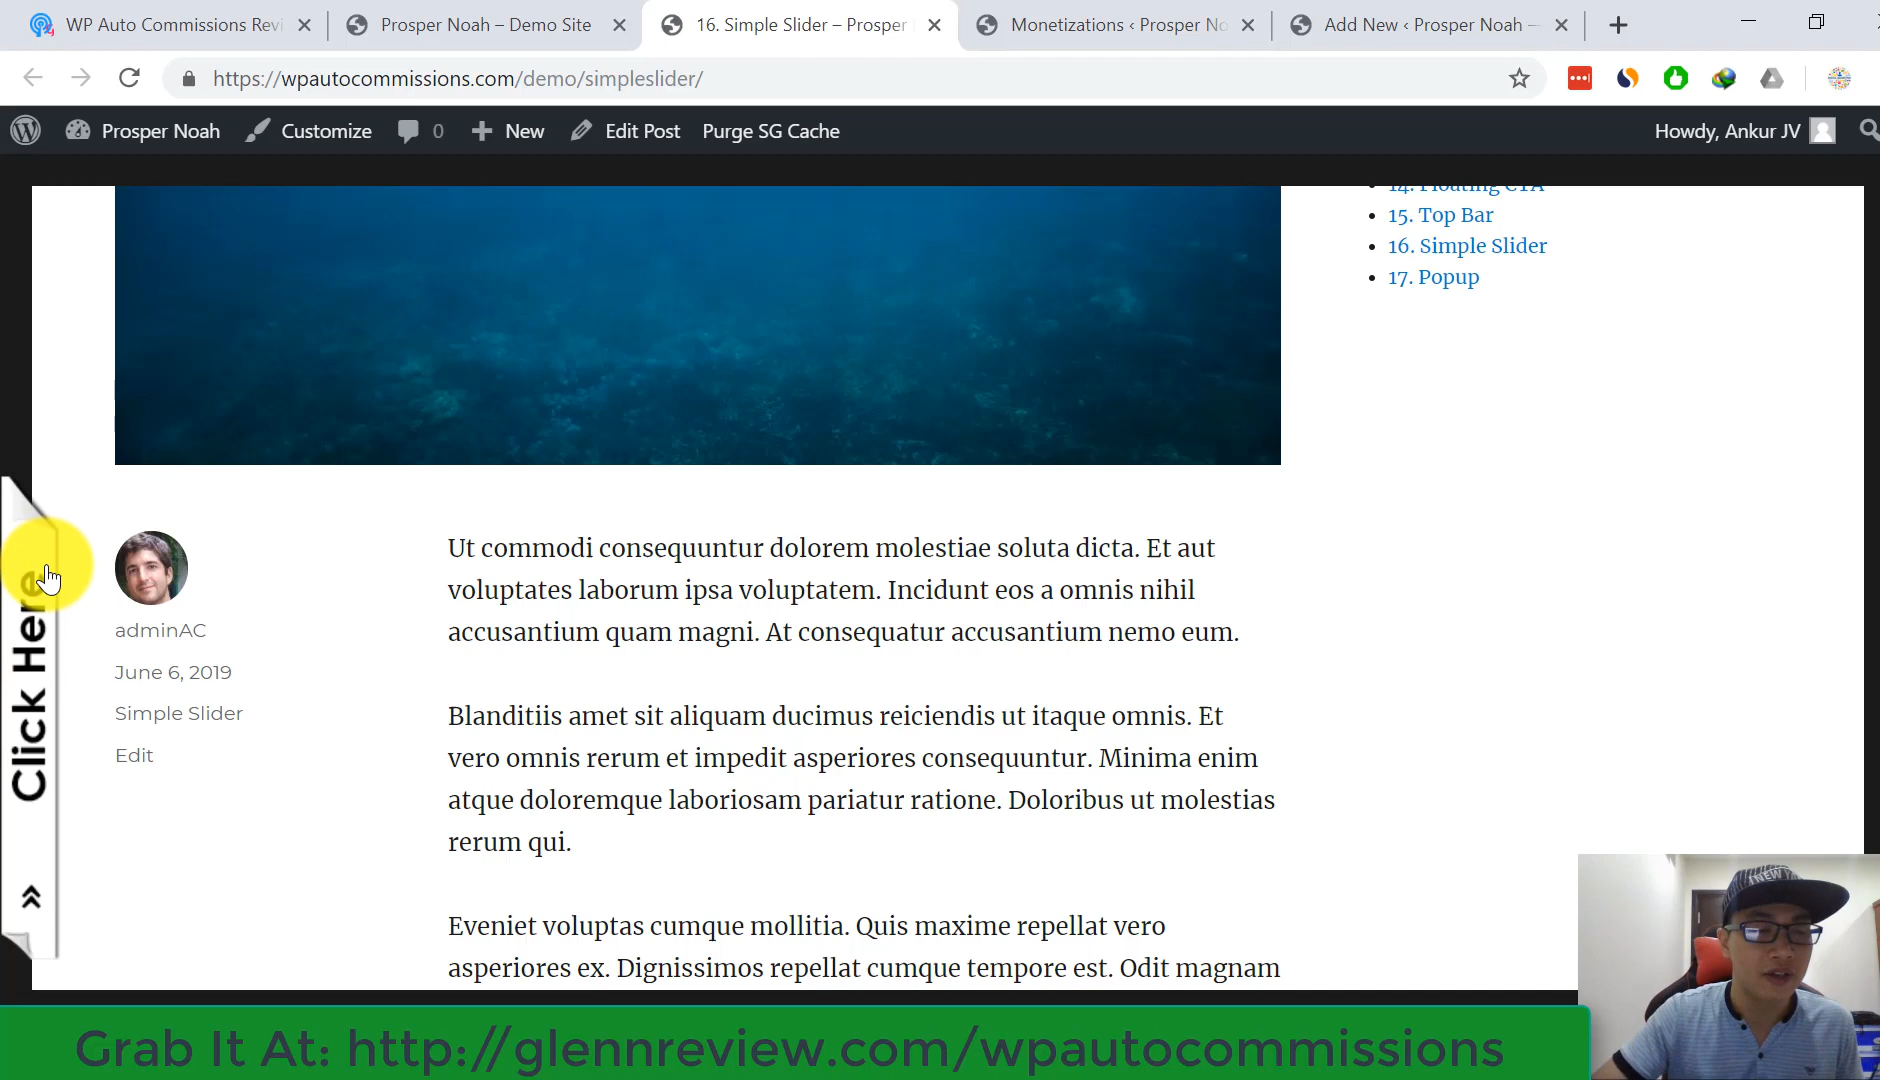 WP Auto Commissions Revi
Prosper Noah – Demo Site
16. Simple Slider – Prosper
Monetizations ‹ Prosper No
Add New ‹ Prosper Noah —
https://wpautocommissions.com/demo/simpleslider/
Prosper Noah
Customize
0
New
Edit Post
Purge SG Cache
Howdy, Ankur JV
14. Floating CTA
15. Top Bar
16. Simple Slider
17. Popup
Click Here
adminAC
June 6, 2019
Simple Slider
Edit
Ut commodi consequuntur dolorem molestiae soluta dicta. Et aut
voluptates laborum ipsa voluptatem. Incidunt eos a omnis nihil
accusantium quam magni. At consequatur accusantium nemo eum.
Blanditiis amet sit aliquam ducimus reiciendis ut itaque omnis. Et
vero omnis rerum et impedit asperiores consequuntur. Minima enim
atque doloremque laboriosam pariatur ratione. Doloribus ut molestias
rerum qui.
Eveniet voluptas cumque mollitia. Quis maxime repellat vero
asperiores ex. Dignissimos repellat cumque tempore est. Odit magnam
Grab It At: http://glennreview.com/wpautocommissions